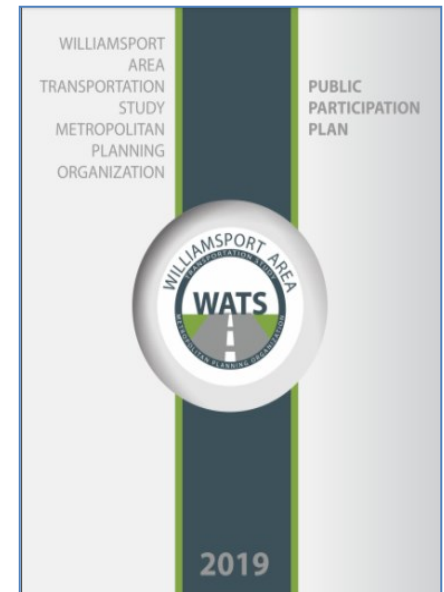 WILLIAMSPORT
AREA
TRANSPORTATION
STUDY
METROPOLITAN
PLANNING
ORGANIZATION
PUBLIC
PARTICIPATION
PLAN
WILLIAMSPORT AREA
TRANSPORTATION STUDY
WATS
METROPOLITAN PLANNING ORGANIZATION
2019